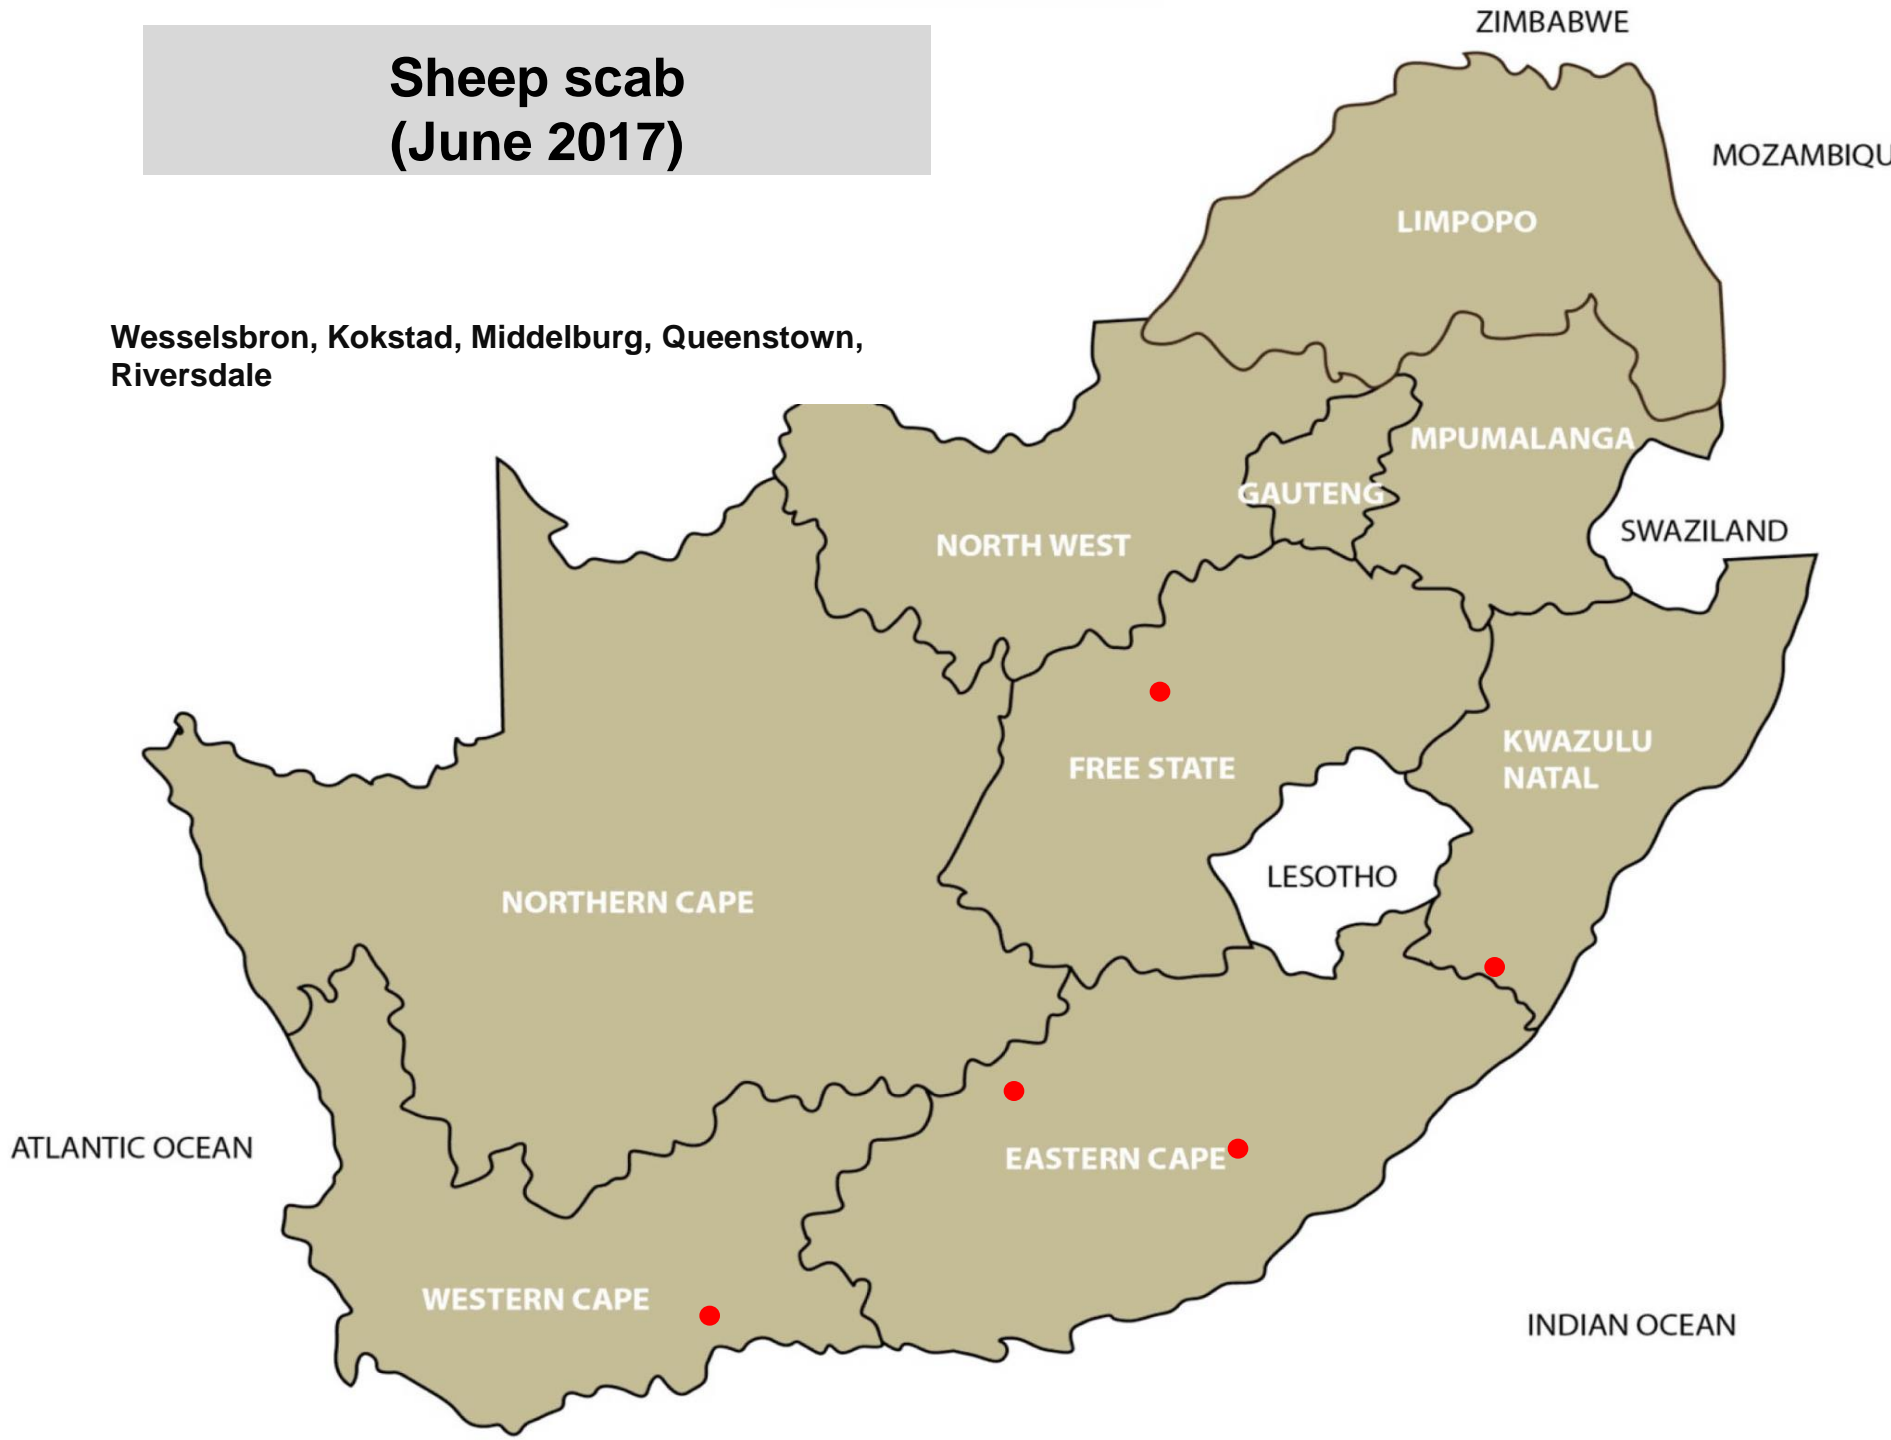 Sheep scab
(June 2017)
Wesselsbron, Kokstad, Middelburg, Queenstown,
Riversdale
ZIMBABWE
MOZAMBIQU
LIMPOPO
MPUMALANGA
GAUTENG
NORTH WEST
SWAZILAND
KWAZULU
NATAL
FREE STATE
LESOTHO
NORTHERN CAPE
ATLANTIC OCEAN
EASTERN CAPE
WESTERN CAPE
INDIAN OCEAN